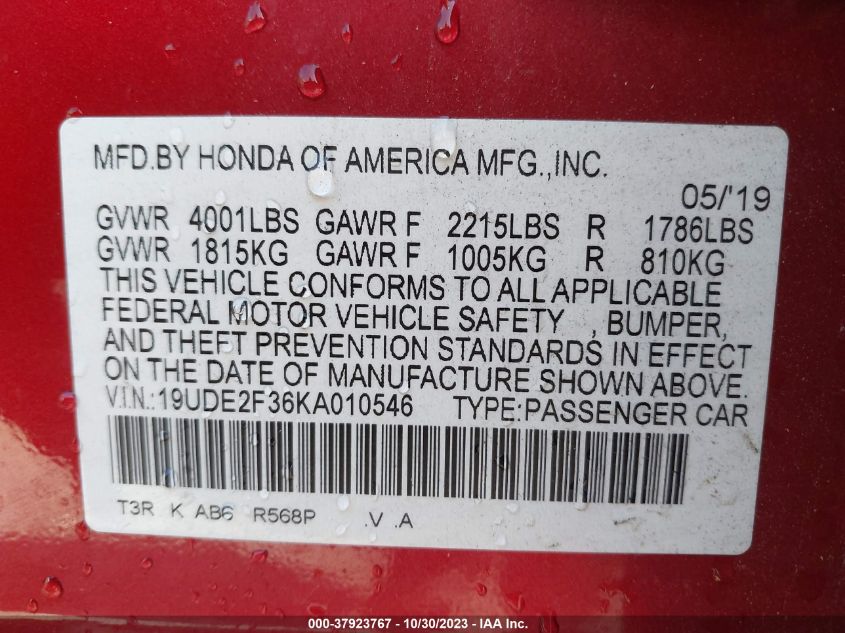 MFD.BY HONDA OF AMERICA MFG.,INC.
05/'19
GVWR 4001LBS GAWR F 2215LBS R 1786LBS
GVWR 1815KG GAWR F 1005KG R 810KG
THIS VEHICLE CONFORMS TO ALL APPLICABLE
FEDERAL MOTOR VEHICLE SAFETY , BUMPER,
AND THEFT PREVENTION STANDARDS IN EFFECT
ON THE DATE OF MANUFACTURE SHOWN ABOVE.
V.I.N.:19UDE2F36KA010546 TYPE:PASSENGER CAR
T3R K AB6 R568P .V .A
000-37923767 - 10/30/2023 - IAA Inc.